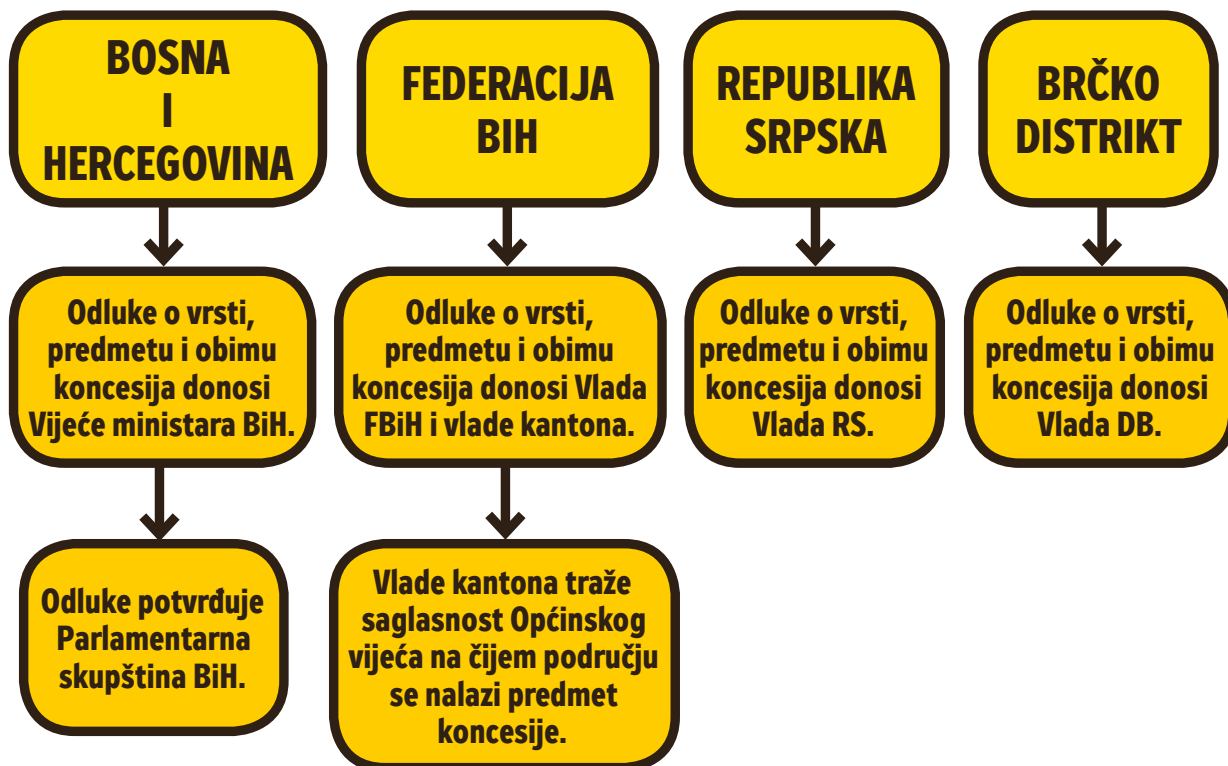 BOSNA
I
HERCEGOVINA
FEDERACIJA
BIH
REPUBLIKA
SRPSKA
BRČKO
DISTRIKT
Odluke o vrsti,
predmetu i obimu
koncesija donosi
Vijeće ministara BiH.
Odluke o vrsti,
predmetu i obimu
koncesija donosi Vlada
FBiH i vlade kantona.
Odluke o vrsti,
predmetu i obimu
koncesija donosi
Vlada RS.
Odluke o vrsti,
predmetu i obimu
koncesija donosi
Vlada DB.
Odluke potvrđuje
Parlamentarna
skupština BiH.
Vlade kantona traže
saglasnost Općinskog
vijeća na čijem području
se nalazi predmet
koncesije.